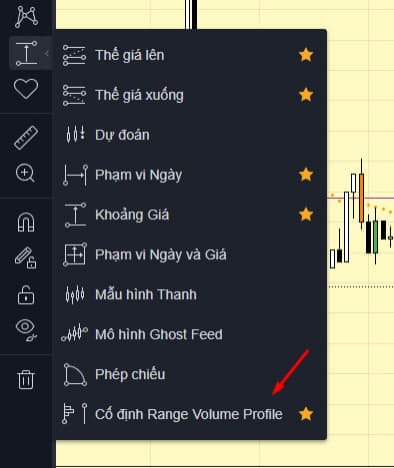 Thế giá lên
Thế giá xuống
Dự đoán
Phạm vi Ngày
Khoảng Giá
Phạm vi Ngày và Giá
Mẫu hình Thanh
Mô hình Ghost Feed
Phép chiếu
Cố định Range Volume Profile